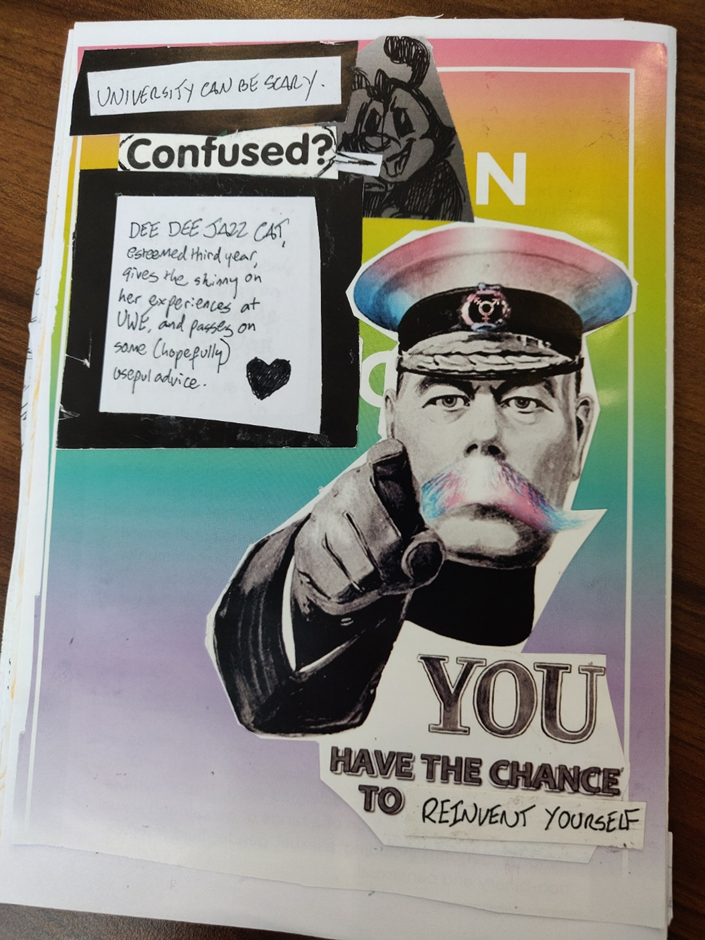 UNIVERSITY CAN BE SCARY.
Confused?
N
DEE DEE JAZZ CAT,
esteemed third year,
gives the skinny on
her experiences at
UWE, and passes on
some (hopefully)
useful advice.
YOU
HAVE THE CHANCE
TO REINVENT YOURSELF